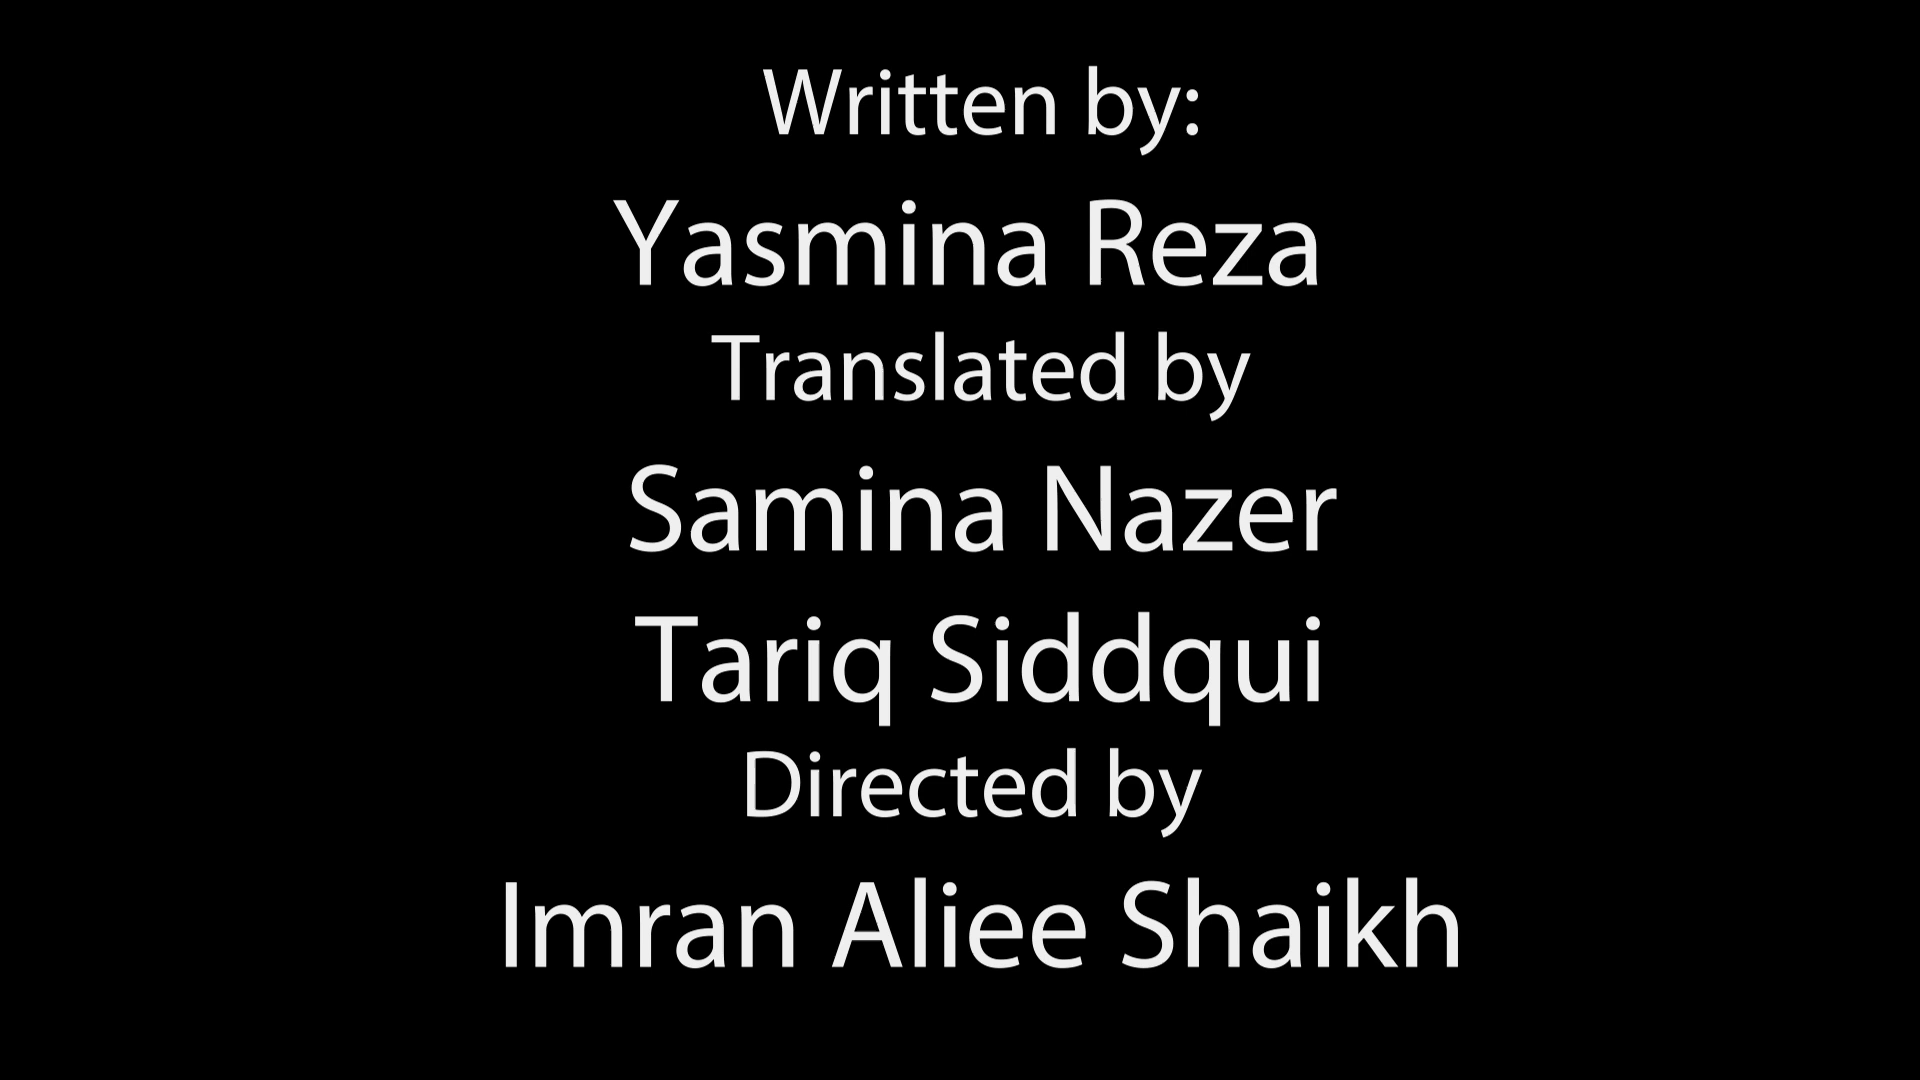 Written by:
Yasmina Reza
Translated by
Samina Nazer
Tariq Siddqui
Directed by
Imran Aliee Shaikh